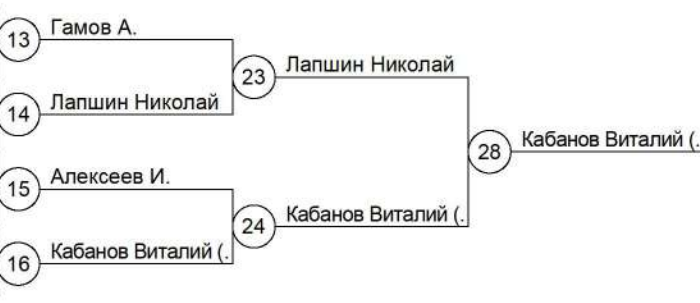 13
Гамов А.
23
Лапшин Николай
14
Лапшин Николай
28
Кабанов Виталий (.
15
Алексеев И.
24
Кабанов Виталий (.
16
Кабанов Виталий (.